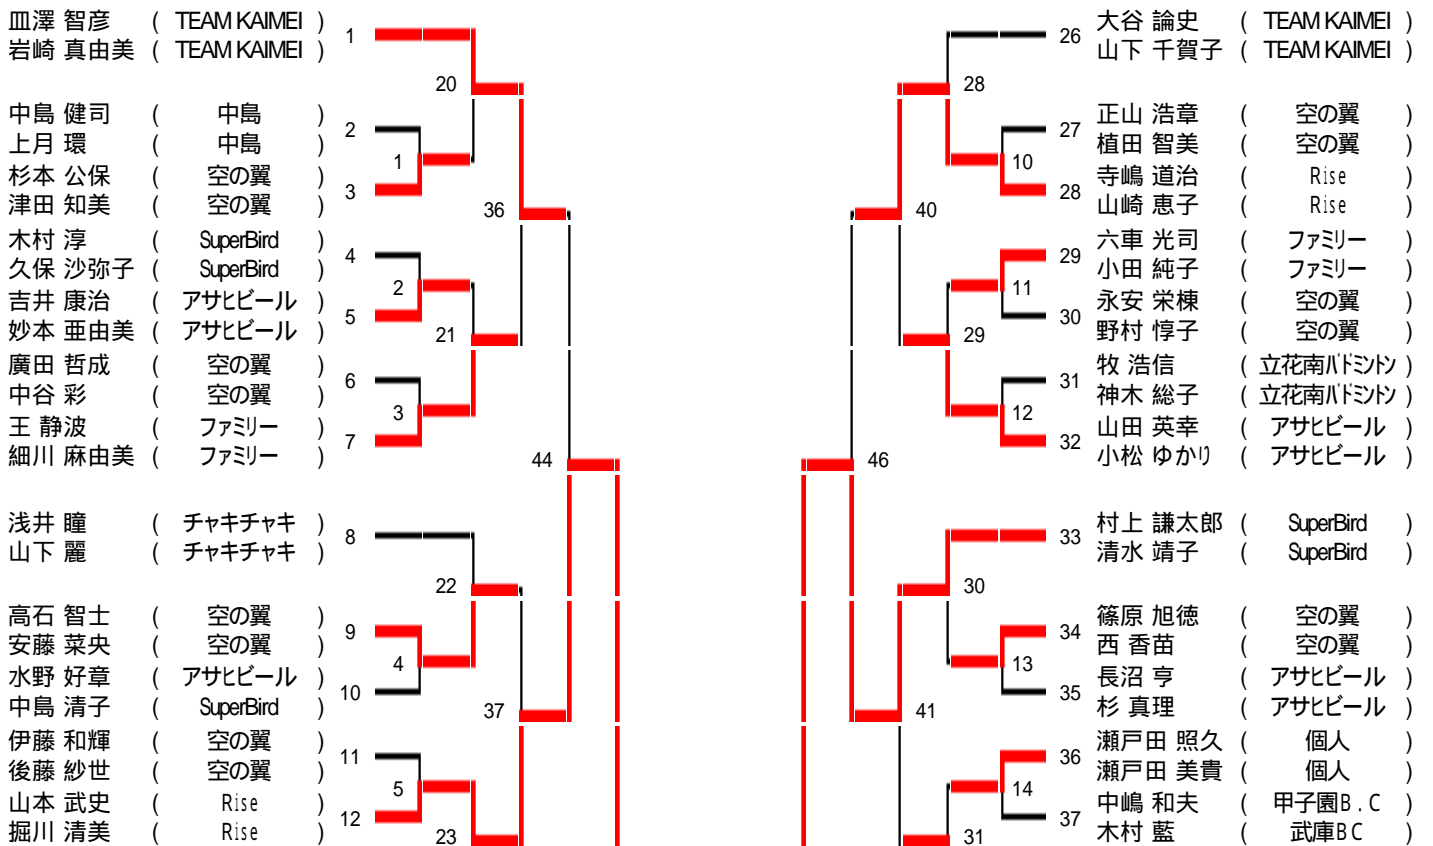 皿澤 智彦 ( TEAM KAIMEI )
岩崎 真由美 ( TEAM KAIMEI )
1
20
中島 健司 ( 中島 )
上月 環 ( 中島 )
2
1
杉本 公保 ( 空の翼 )
津田 知美 ( 空の翼 )
3
36
木村 淳 ( SuperBird )
久保 沙弥子 ( SuperBird )
4
2
吉井 康治 ( アサヒビール )
妙本 亜由美 ( アサヒビール )
5
21
廣田 哲成 ( 空の翼 )
中谷 彩 ( 空の翼 )
6
3
王 静波 ( ファミリー )
細川 麻由美 ( ファミリー )
7
44
浅井 瞳 ( チャキチャキ )
山下 麗 ( チャキチャキ )
8
22
高石 智士 ( 空の翼 )
安藤 菜央 ( 空の翼 )
9
4
水野 好章 ( アサヒビール )
中島 清子 ( SuperBird )
10
37
伊藤 和輝 ( 空の翼 )
後藤 紗世 ( 空の翼 )
11
5
山本 武史 ( Rise )
掘川 清美 ( Rise )
12
23
26
大谷 論史 ( TEAM KAIMEI )
山下 千賀子 ( TEAM KAIMEI )
28
27
正山 浩章 ( 空の翼 )
植田 智美 ( 空の翼 )
10
28
寺嶋 道治 ( Rise )
山崎 恵子 ( Rise )
40
29
六車 光司 ( ファミリー )
小田 純子 ( ファミリー )
11
30
永安 栄棟 ( 空の翼 )
野村 惇子 ( 空の翼 )
29
31
牧 浩信 ( 立花南バドミントン )
神木 総子 ( 立花南バドミントン )
12
32
山田 英幸 ( アサヒビール )
小松 ゆかり ( アサヒビール )
46
33
村上 謙太郎 ( SuperBird )
清水 靖子 ( SuperBird )
30
34
篠原 旭徳 ( 空の翼 )
西 香苗 ( 空の翼 )
13
35
長沼 亨 ( アサヒビール )
杉 真理 ( アサヒビール )
41
36
瀬戸田 照久 ( 個人 )
瀬戸田 美貴 ( 個人 )
14
37
中嶋 和夫 ( 甲子園B.C )
木村 藍 ( 武庫BC )
31